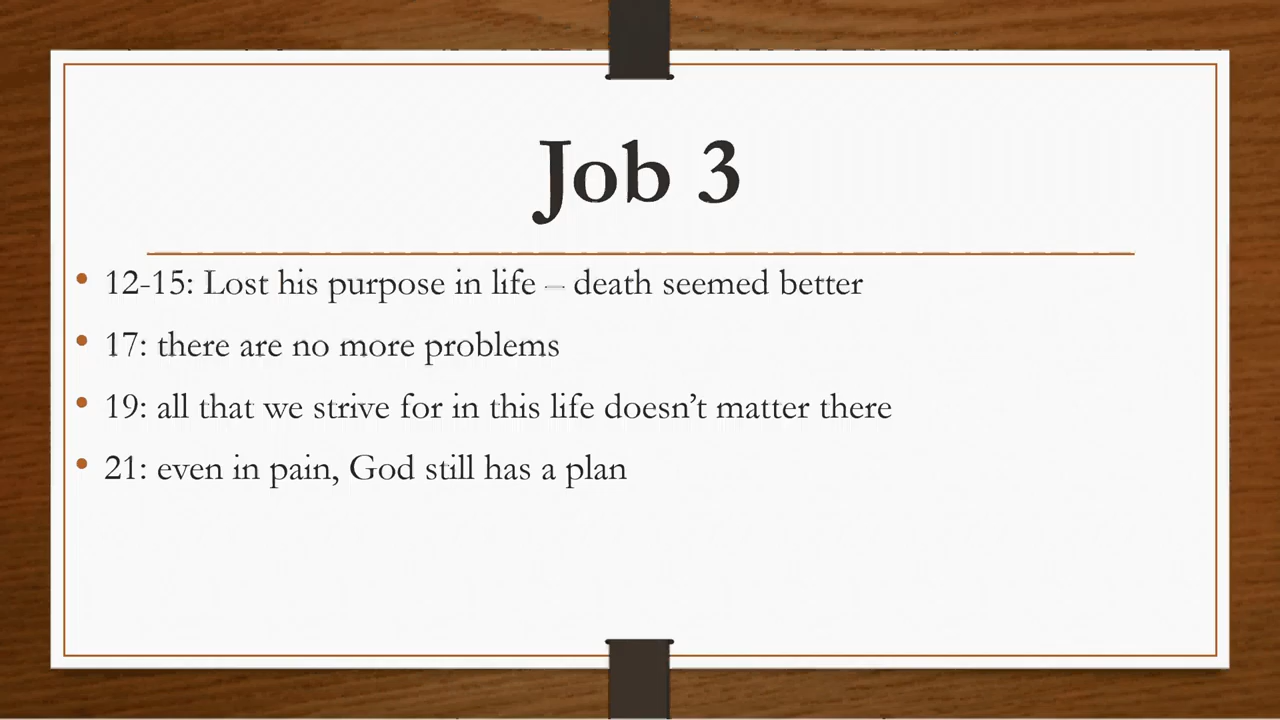 Job 3
• 12-15: Lost his purpose in life – death seemed better
• 17: there are no more problems
• 19: all that we strive for in this life doesn’t matter there
• 21: even in pain, God still has a plan